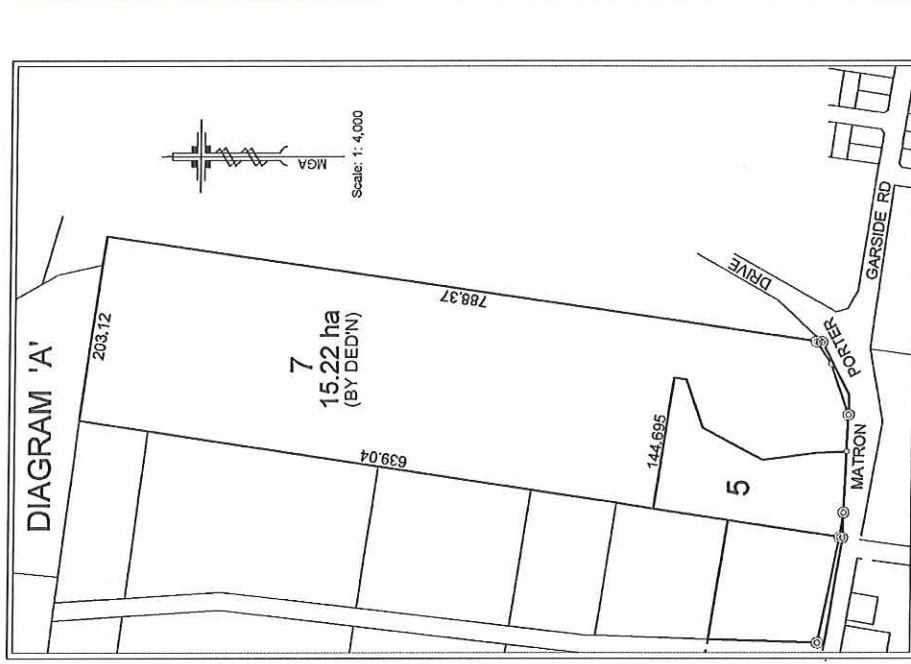 DIAGRAM 'A'
MGA
Scale: 1: 4,000
203.12
788.37
7
15.22 ha
(BY DED'N)
639.04
144.695
5
DRIVE
PORTER
MATRON
GARSIDE RD